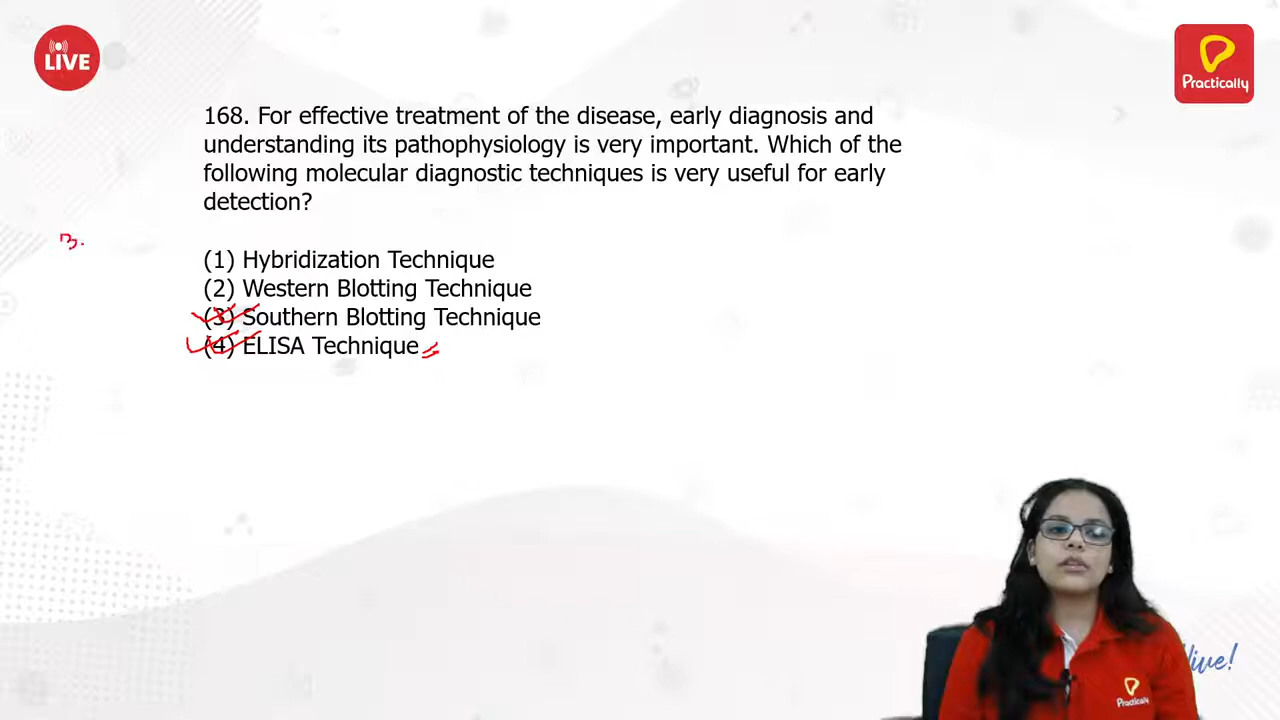 LIVE
Practically
168. For effective treatment of the disease, early diagnosis and
understanding its pathophysiology is very important. Which of the
following molecular diagnostic techniques is very useful for early
detection?
3.
(1) Hybridization Technique
(2) Western Blotting Technique
(3) Southern Blotting Technique
(4) ELISA Technique
live!
Practically